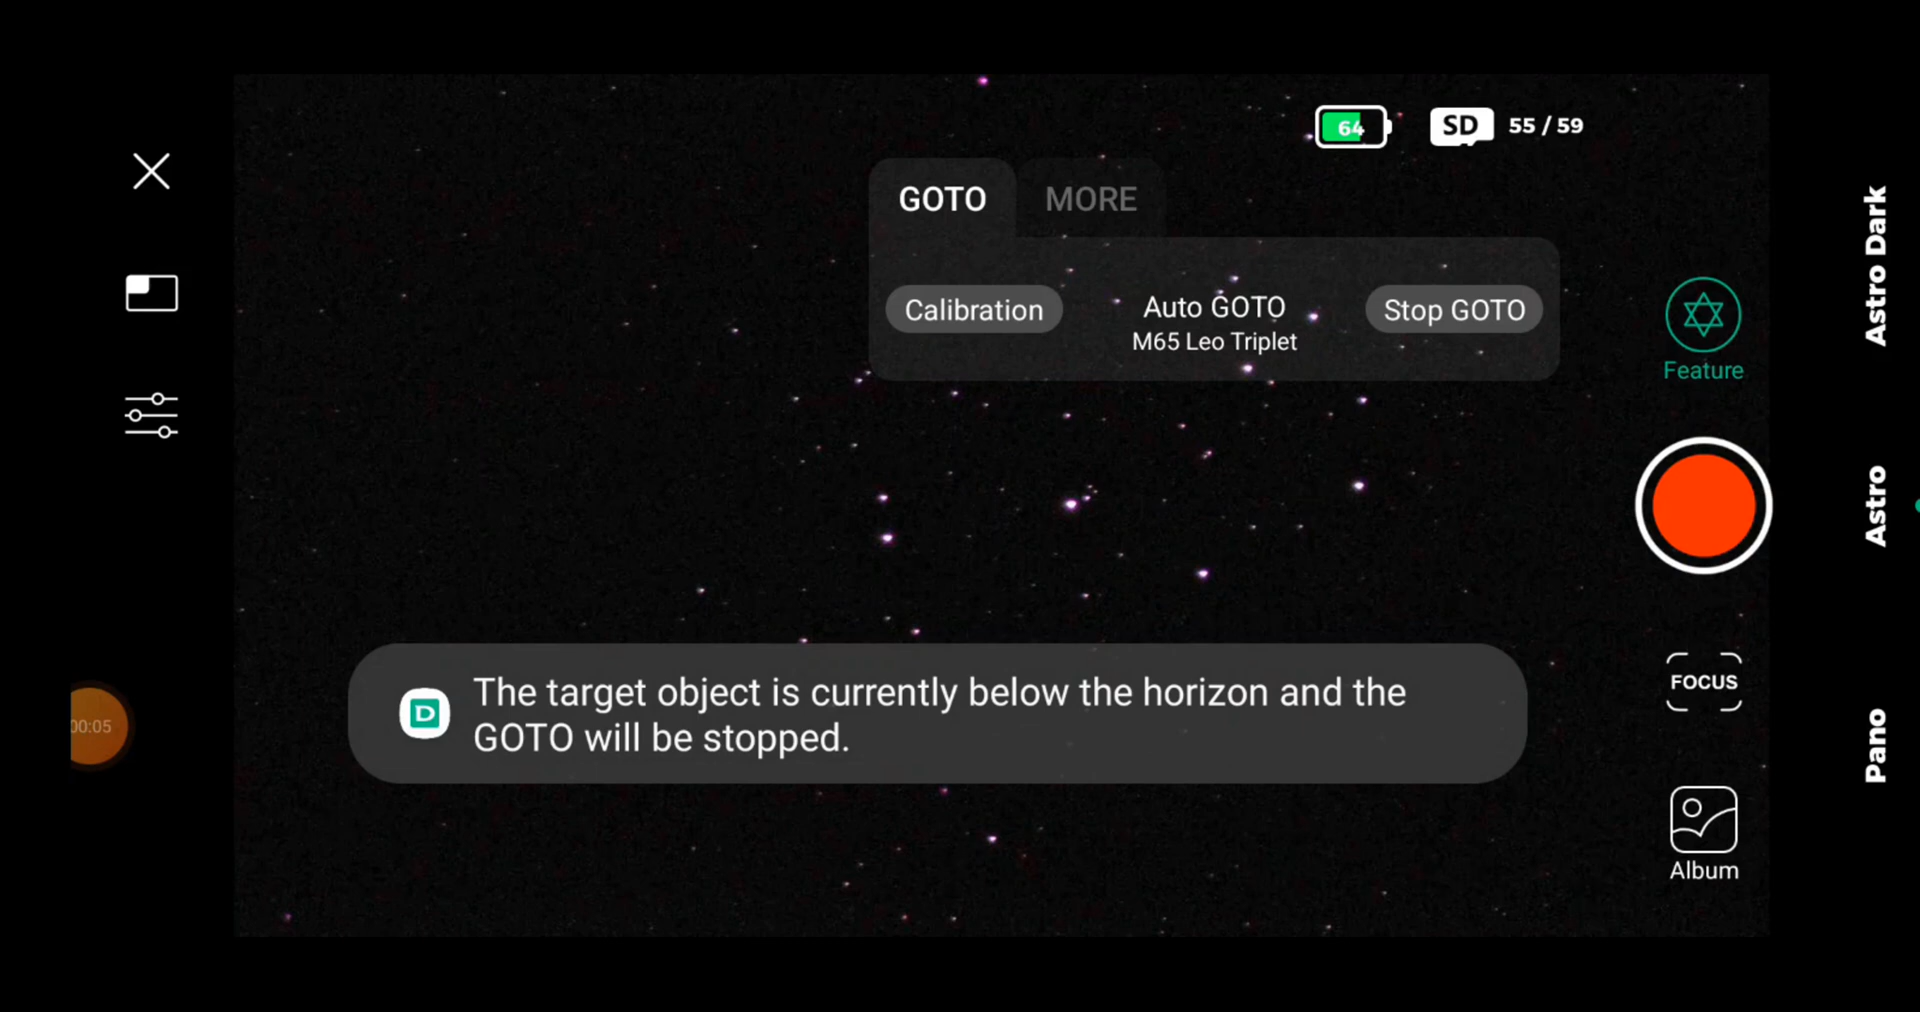 64
SD 55 / 59
GOTO MORE
Calibration
Auto GOTO
M65 Leo Triplet
Stop GOTO
Feature
Astro Dark
Astro
Pano
FOCUS
Album
00:05
D
The target object is currently below the horizon and the
GOTO will be stopped.